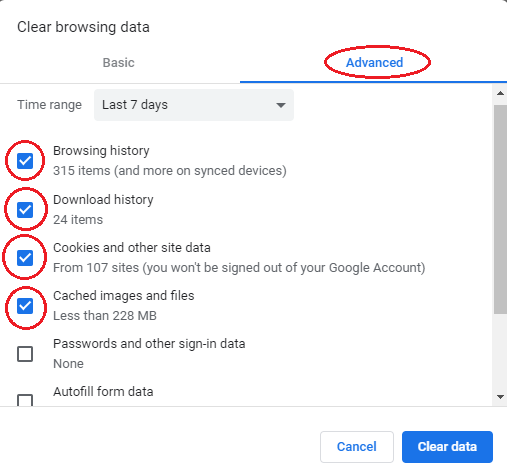 Clear browsing data
Basic
Advanced
Time range
Last 7 days
Browsing history
315 items (and more on synced devices)
Download history
24 items
Cookies and other site data
From 107 sites (you won't be signed out of your Google Account)
Cached images and files
Less than 228 MB
Passwords and other sign-in data
None
Autofill form data
Cancel
Clear data